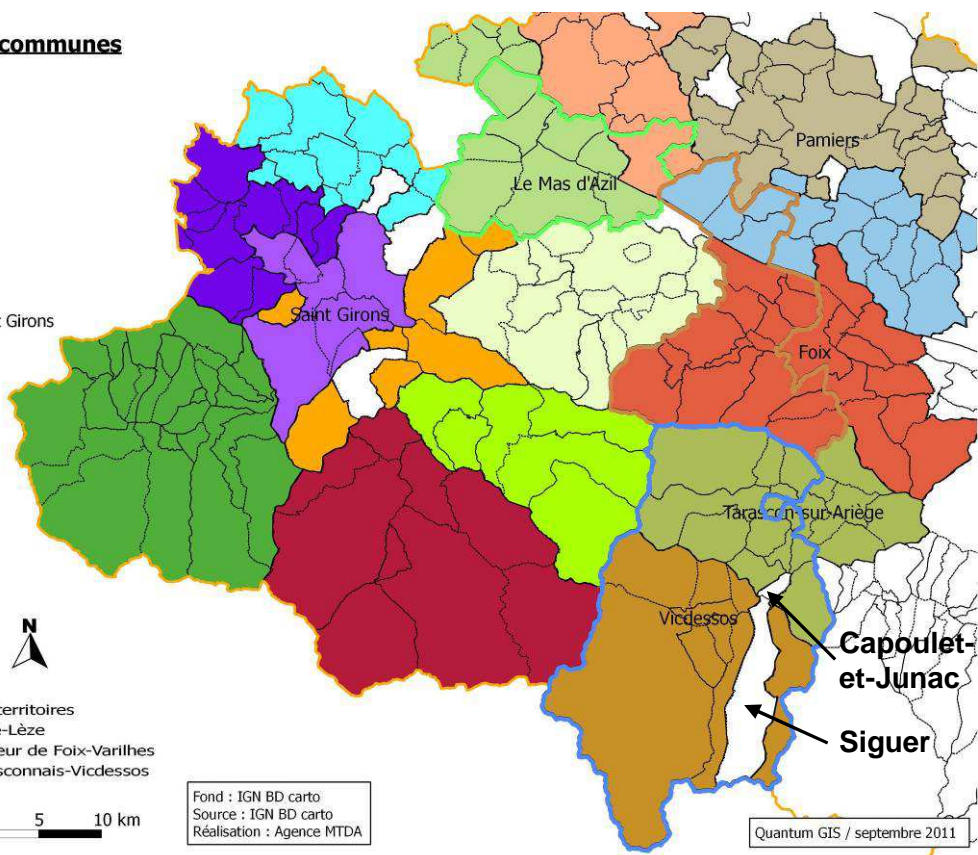 communes
Pamiers
Le Mas d'Azil
Girons
Saint Girons
Foix
Tarascon-sur-Ariège
Vicdessos
Capoulet-
et-Junac
Siguer
N
territoires
-Lèze
eur de Foix-Varilhes
sconnais-Vicdessos
5 10 km
Fond : IGN BD carto
Source : IGN BD carto
Réalisation : Agence MTDA
Quantum GIS / septembre 2011